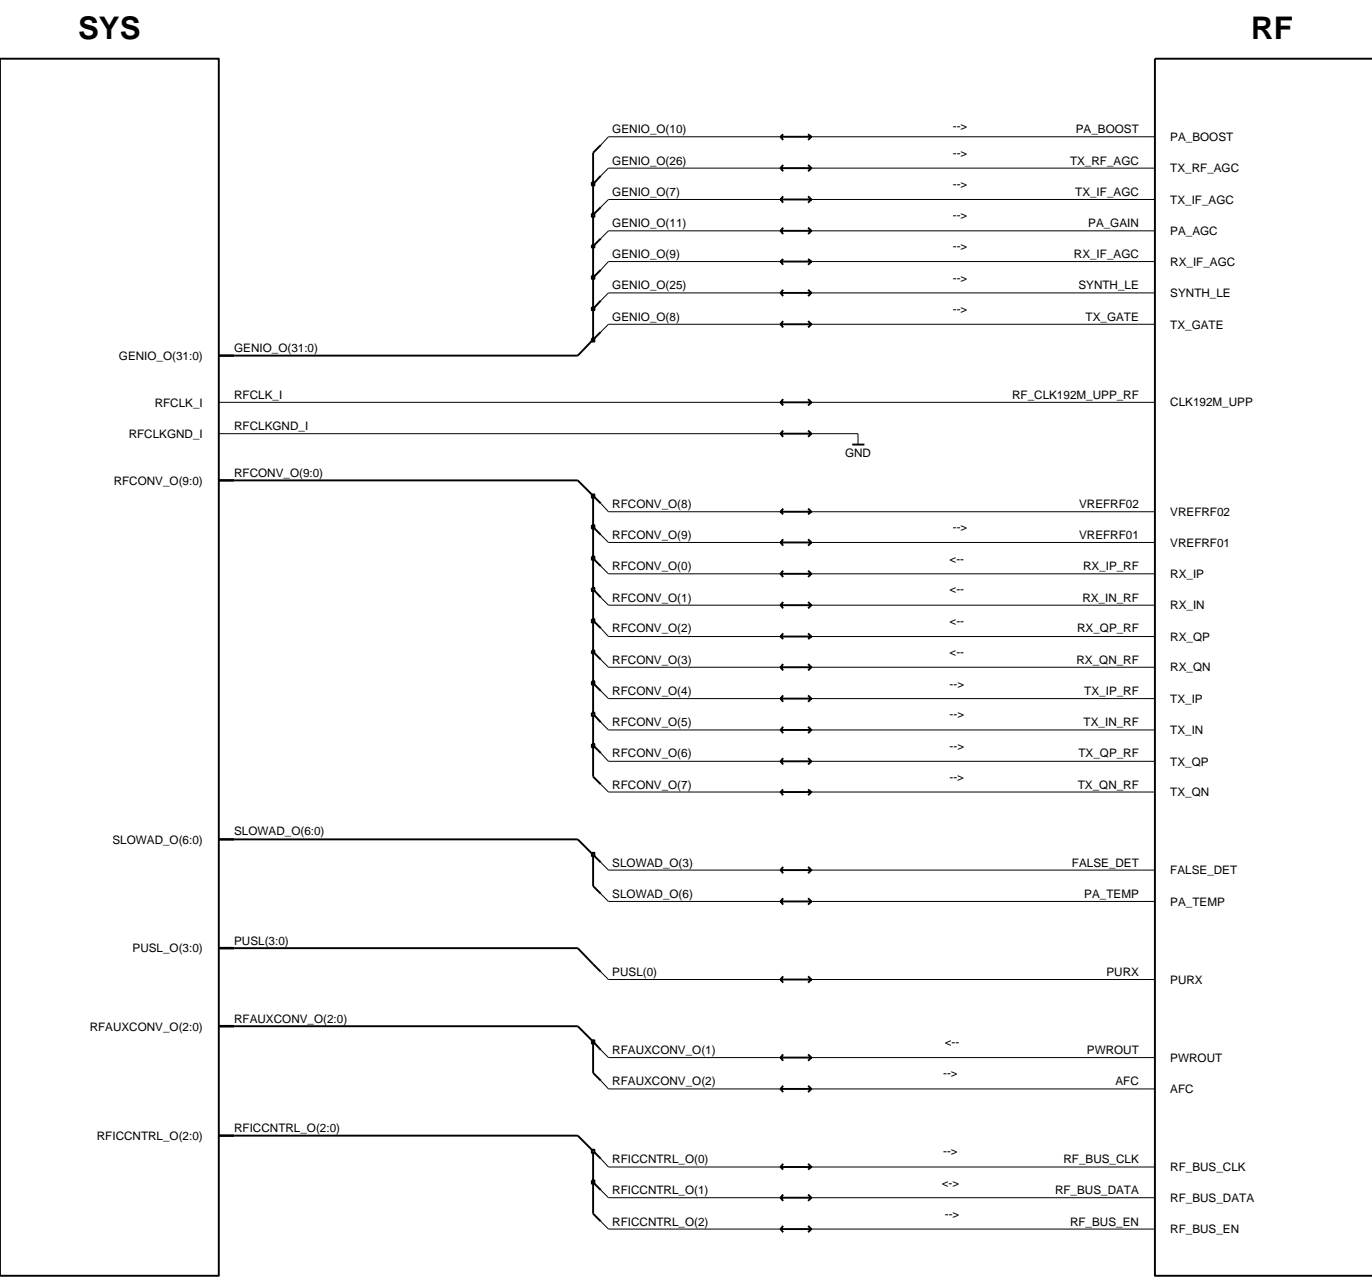 SYS
RF
GENIO_O(10) --> PA_BOOST PA_BOOST
GENIO_O(26) --> TX_RF_AGC TX_RF_AGC
GENIO_O(7) --> TX_IF_AGC TX_IF_AGC
GENIO_O(11) --> PA_GAIN PA_AGC
GENIO_O(9) --> RX_IF_AGC RX_IF_AGC
GENIO_O(25) --> SYNTH_LE SYNTH_LE
GENIO_O(8) --> TX_GATE TX_GATE
GENIO_O(31:0) GENIO_O(31:0)
RFCLK_I RFCLK_I RF_CLK192M_UPP_RF CLK192M_UPP
RFCLKGND_I RFCLKGND_I
GND
RFCONV_O(9:0) RFCONV_O(9:0)
RFCONV_O(8) VREFRF02 VREFRF02
RFCONV_O(9) --> VREFRF01 VREFRF01
RFCONV_O(0) <-- RX_IP_RF RX_IP
RFCONV_O(1) <-- RX_IN_RF RX_IN
RFCONV_O(2) <-- RX_QP_RF RX_QP
RFCONV_O(3) <-- RX_QN_RF RX_QN
RFCONV_O(4) --> TX_IP_RF TX_IP
RFCONV_O(5) --> TX_IN_RF TX_IN
RFCONV_O(6) --> TX_QP_RF TX_QP
RFCONV_O(7) --> TX_QN_RF TX_QN
SLOWAD_O(6:0) SLOWAD_O(6:0)
SLOWAD_O(3) FALSE_DET FALSE_DET
SLOWAD_O(6) PA_TEMP PA_TEMP
PUSL_O(3:0) PUSL(3:0)
PUSL(0) PURX PURX
RFAUXCONV_O(2:0) RFAUXCONV_O(2:0)
RFAUXCONV_O(1) <-- PWROUT PWROUT
RFAUXCONV_O(2) --> AFC AFC
RFICCNTRL_O(2:0) RFICCNTRL_O(2:0)
RFICCNTRL_O(0) --> RF_BUS_CLK RF_BUS_CLK
RFICCNTRL_O(1) <-> RF_BUS_DATA RF_BUS_DATA
RFICCNTRL_O(2) --> RF_BUS_EN RF_BUS_EN